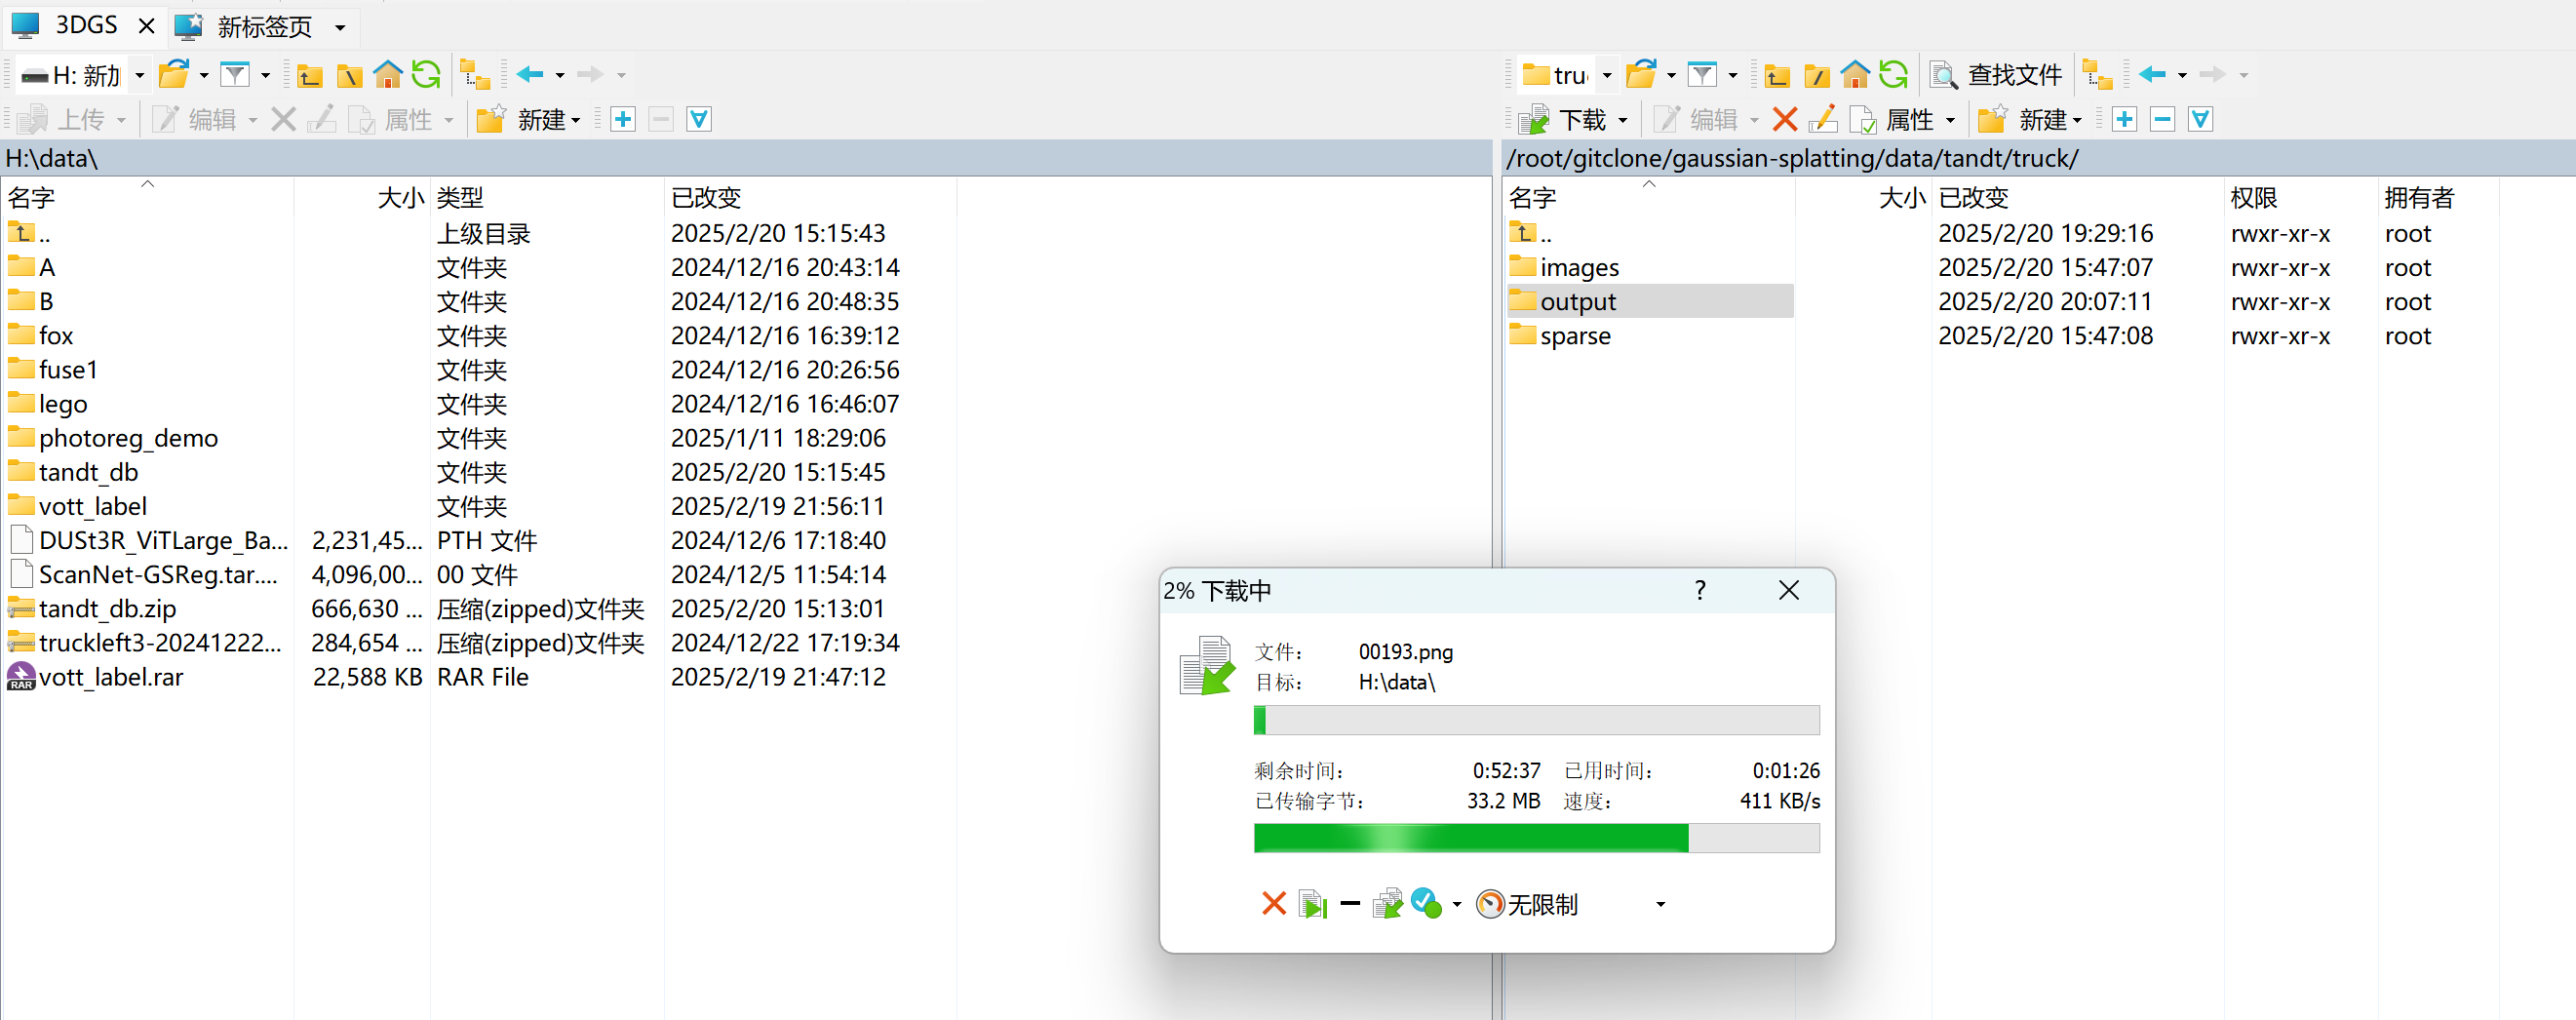 3DGS 新标签页
H: 新加
tru 查找文件
上传 编辑 属性 新建
下载 编辑 属性 新建
H:\data\
/root/gitclone/gaussian-splatting/data/tandt/truck/
名字 大小 类型 已改变
.. 上级目录 2025/2/20 15:15:43
A 文件夹 2024/12/16 20:43:14
B 文件夹 2024/12/16 20:48:35
fox 文件夹 2024/12/16 16:39:12
fuse1 文件夹 2024/12/16 20:26:56
lego 文件夹 2024/12/16 16:46:07
photoreg_demo 文件夹 2025/1/11 18:29:06
tandt_db 文件夹 2025/2/20 15:15:45
vott_label 文件夹 2025/2/19 21:56:11
DUSt3R_ViTLarge_Ba... 2,231,45... PTH 文件 2024/12/6 17:18:40
ScanNet-GSReg.tar.... 4,096,00... 00 文件 2024/12/5 11:54:14
tandt_db.zip 666,630 ... 压缩(zipped)文件夹 2025/2/20 15:13:01
truckleft3-20241222... 284,654 ... 压缩(zipped)文件夹 2024/12/22 17:19:34
RAR vott_label.rar 22,588 KB RAR File 2025/2/19 21:47:12
名字 大小 已改变 权限 拥有者
.. 2025/2/20 19:29:16 rwxr-xr-x root
images 2025/2/20 15:47:07 rwxr-xr-x root
output 2025/2/20 20:07:11 rwxr-xr-x root
sparse 2025/2/20 15:47:08 rwxr-xr-x root
2% 下载中 ?
文件: 00193.png
目标: H:\data\
剩余时间: 0:52:37 已用时间: 0:01:26
已传输字节: 33.2 MB 速度: 411 KB/s
无限制